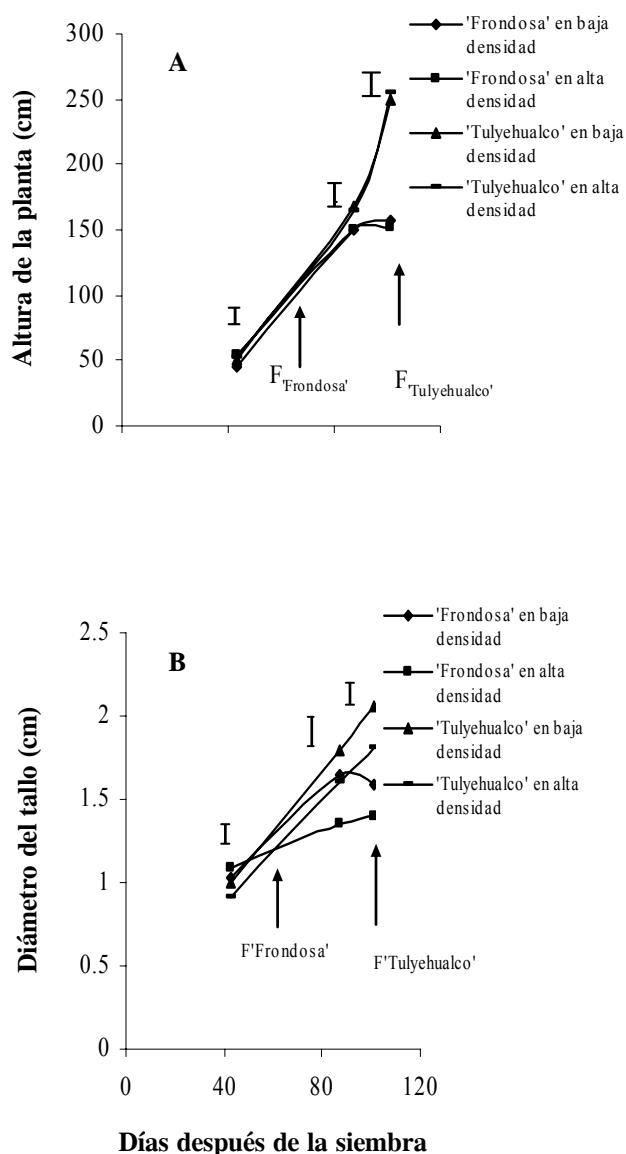 300
250
200
150
100
50
0
Altura de la planta (cm)
A
'Frondosa' en baja
densidad
'Frondosa' en alta
densidad
'Tulyehualco' en baja
densidad
'Tulyehualco' en alta
densidad
F'Frondosa'
F'Tulyehualco'
2.5
2
1.5
1
0.5
0
Diámetro del tallo (cm)
B
'Frondosa' en baja
densidad
'Frondosa' en alta
densidad
'Tulyehualco' en baja
densidad
'Tulyehualco' en alta
densidad
F'Frondosa'
F'Tulyehualco'
0 40 80 120
Días después de la siembra